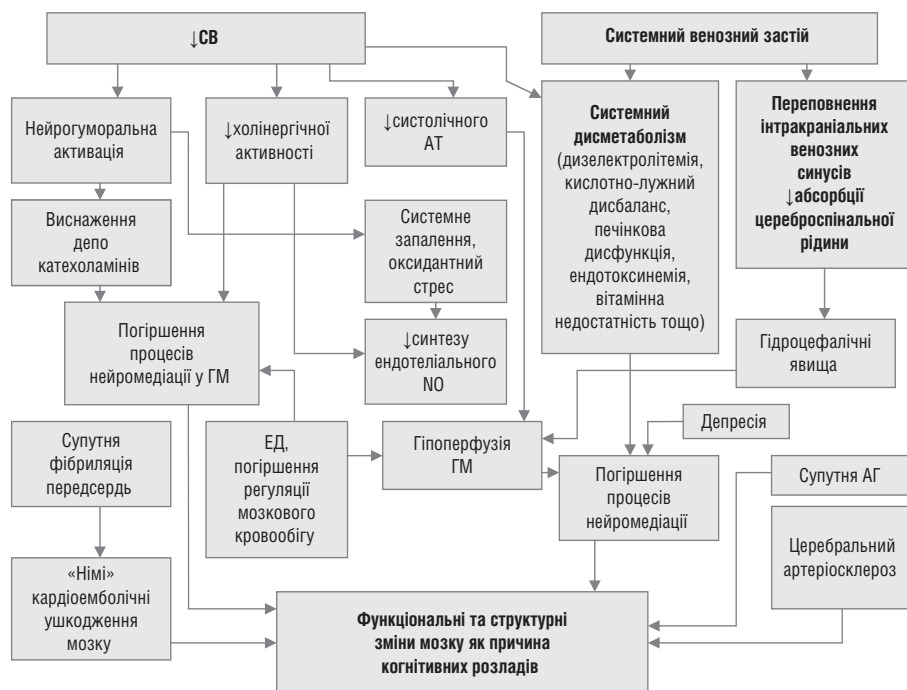 ↓СВ
Системний венозний застій
Нейрогуморальна
активація
↓холінергічної
активності
↓систолічного
АТ
Системний
дисметаболізм
(дизелектролітемія,
кислотно-лужний
дисбаланс,
печінкова
дисфункція,
ендотоксинемія,
вітамінна
недостатність тощо)
Переповнення
інтракраніальних
венозних
синусів
↓абсорбції
цереброспінальної
рідини
Виснаження
депо
катехоламінів
Системне
запалення,
оксидантний
стрес
Погіршення
процесів
нейромедіації у ГМ
↓синтезу
ендотеліального
NO
Гідроцефалічні
явища
Супутня
фібриляція
передсердь
ЕД,
погіршення
регуляції
мозкового
кровообігу
Гіпоперфузія
ГМ
Депресія
Погіршення
процесів
нейромедіації
Супутня АГ
Церебральний
артеріосклероз
«Німі»
кардіоемболічні
ушкодження
мозку
Функціональні та структурні
зміни мозку як причина
когнітивних розладів